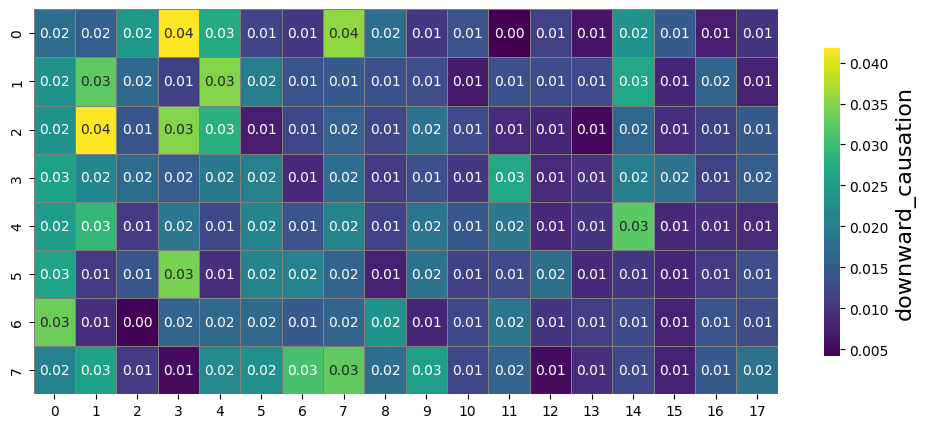 0 0.02 0.02 0.02 0.04 0.03 0.01 0.01 0.04 0.02 0.01 0.01 0.00 0.01 0.01 0.02 0.01 0.01 0.01
1 0.02 0.03 0.02 0.01 0.03 0.02 0.01 0.01 0.01 0.01 0.01 0.01 0.01 0.01 0.03 0.01 0.02 0.01
2 0.02 0.04 0.01 0.03 0.03 0.01 0.01 0.02 0.01 0.02 0.01 0.01 0.01 0.01 0.02 0.01 0.01 0.01
3 0.03 0.02 0.02 0.02 0.02 0.02 0.01 0.02 0.01 0.01 0.01 0.03 0.01 0.01 0.02 0.02 0.01 0.02
4 0.02 0.03 0.01 0.02 0.01 0.02 0.01 0.02 0.01 0.02 0.01 0.02 0.01 0.01 0.03 0.01 0.01 0.01
5 0.03 0.01 0.01 0.03 0.01 0.02 0.02 0.02 0.01 0.02 0.01 0.01 0.02 0.01 0.01 0.01 0.01 0.01
6 0.03 0.01 0.00 0.02 0.02 0.02 0.01 0.02 0.02 0.01 0.01 0.02 0.01 0.01 0.01 0.01 0.01 0.01
7 0.02 0.03 0.01 0.01 0.02 0.02 0.03 0.03 0.02 0.03 0.01 0.02 0.01 0.01 0.01 0.01 0.01 0.02
0 1 2 3 4 5 6 7 8 9 10 11 12 13 14 15 16 17
0.040
0.035
0.030
0.025
0.020
0.015
0.010
0.005
downward_causation